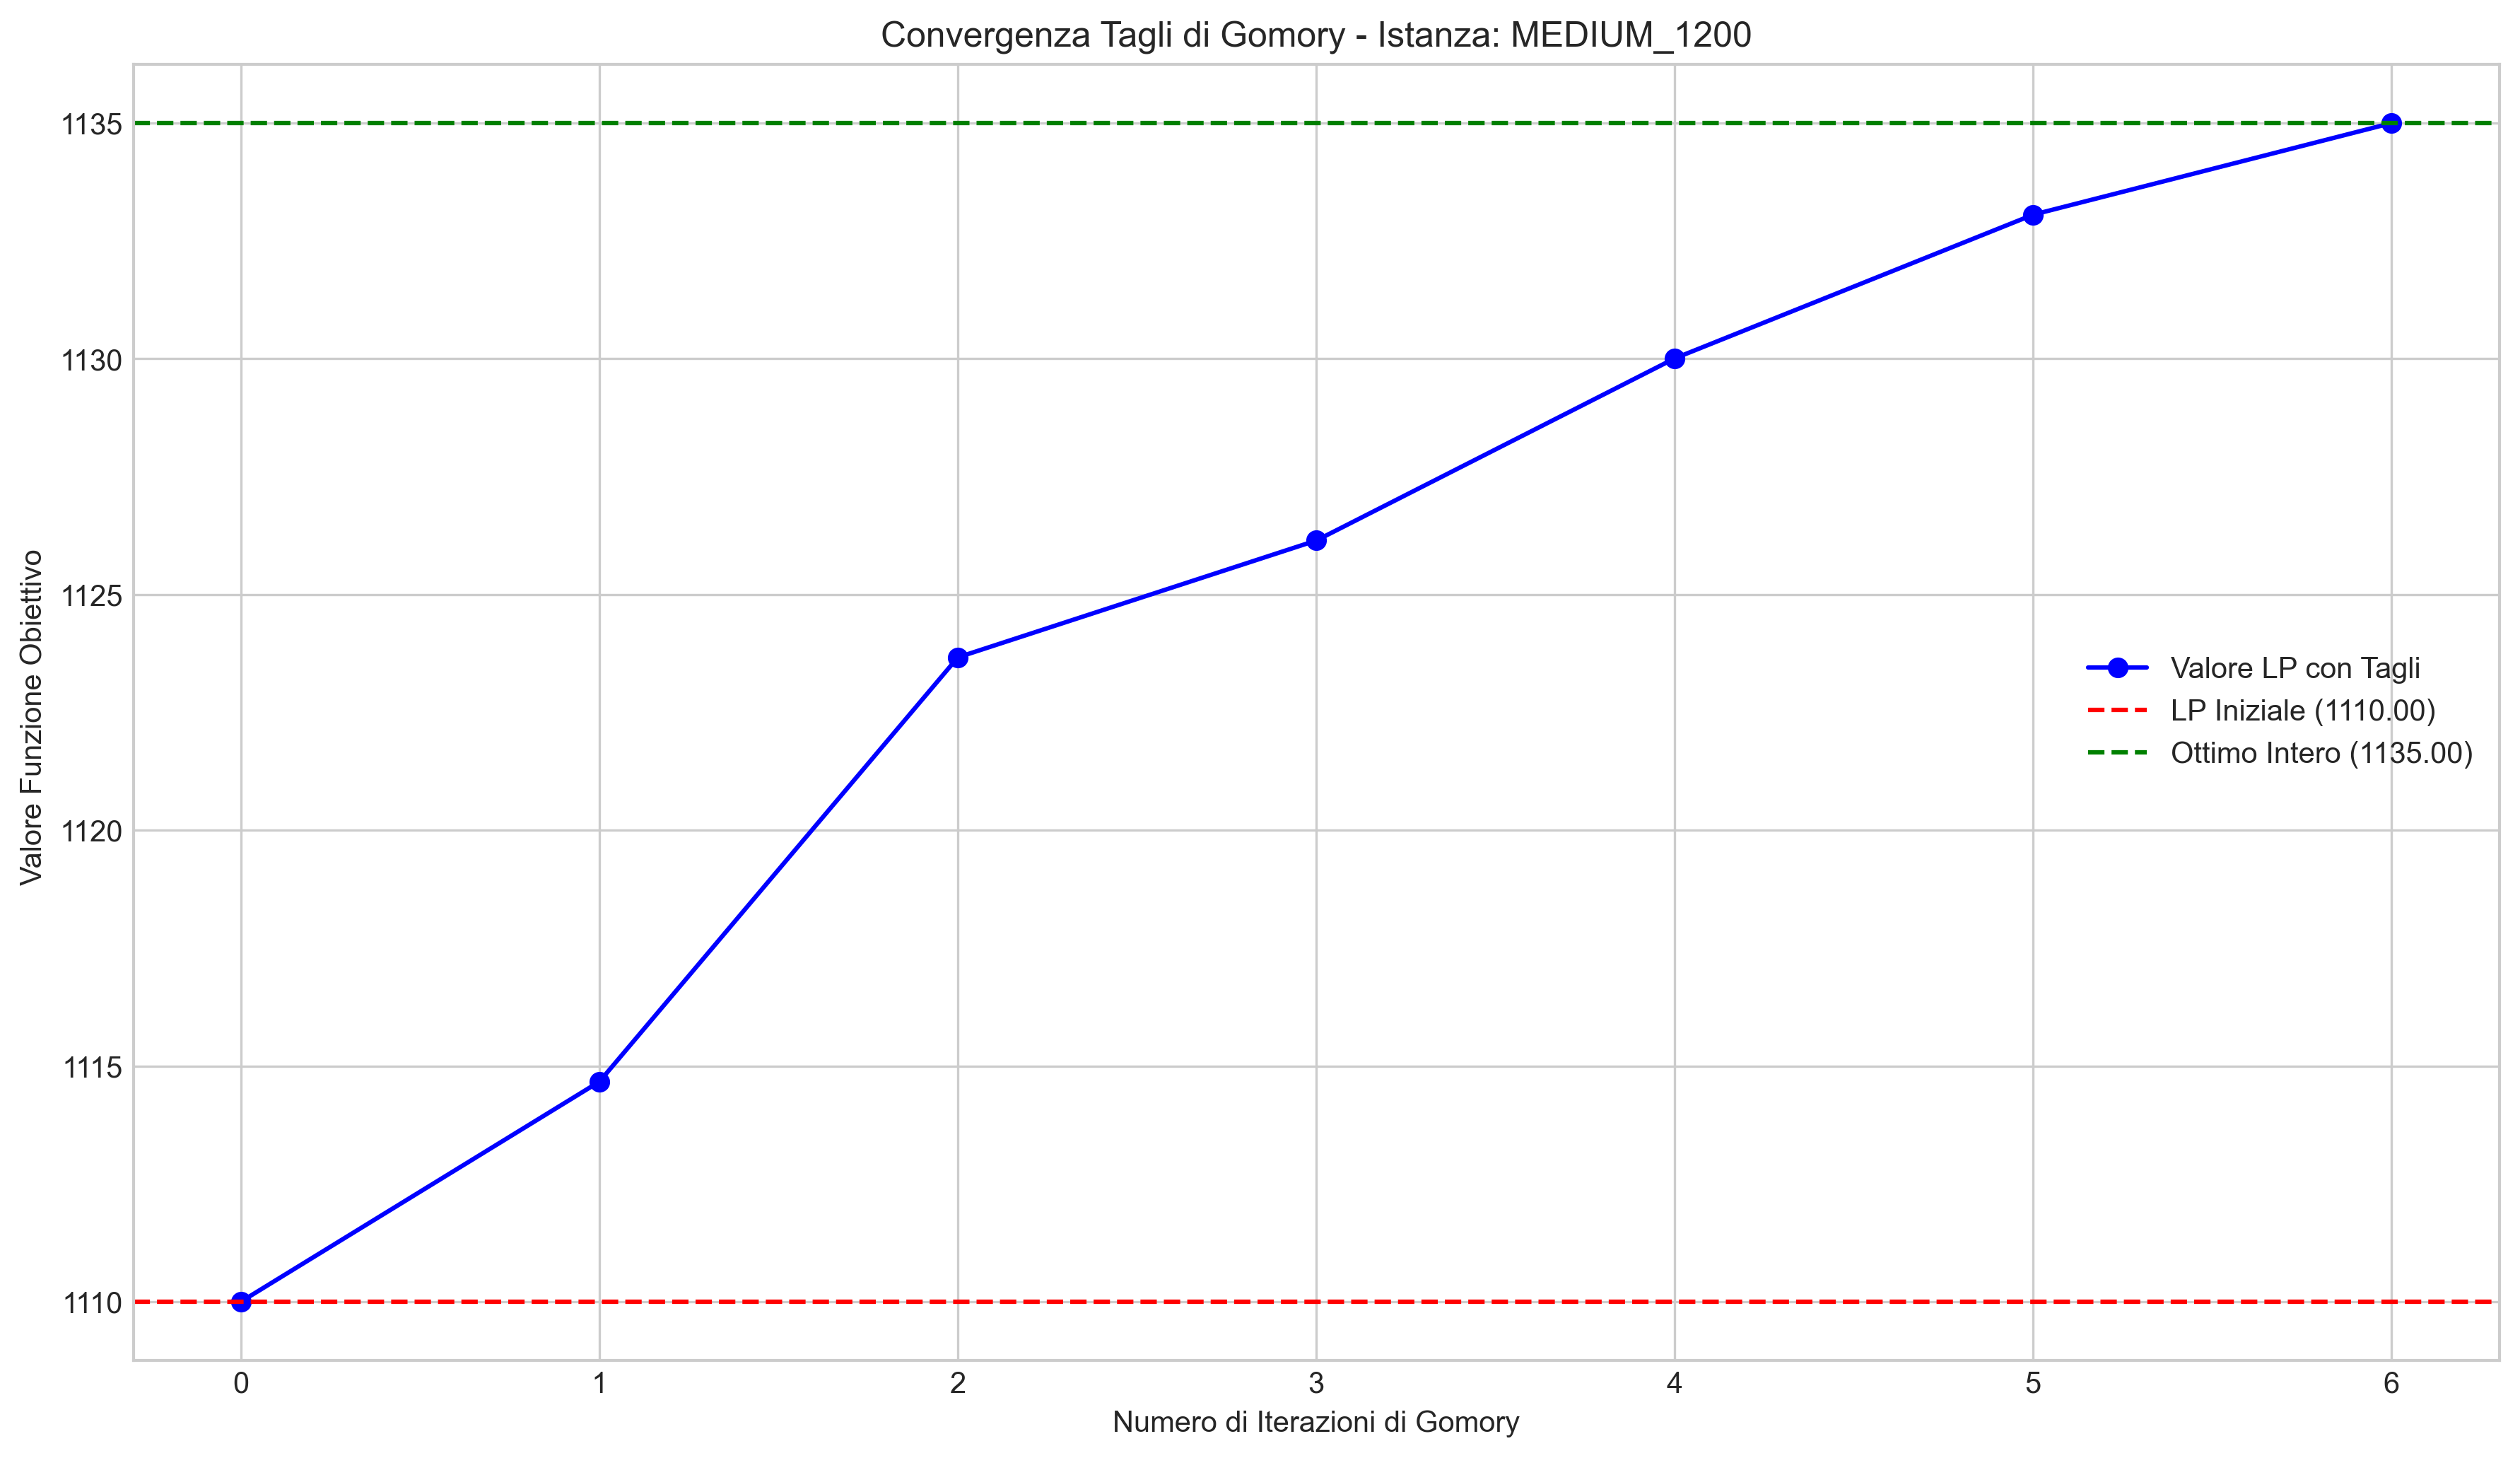 Convergenza Tagli di Gomory - Istanza: MEDIUM_1200
1135
1130
1125
1120
1115
1110
Valore Funzione Obiettivo
Valore LP con Tagli
LP Iniziale (1110.00)
Ottimo Intero (1135.00)
0 1 2 3 4 5 6
Numero di Iterazioni di Gomory